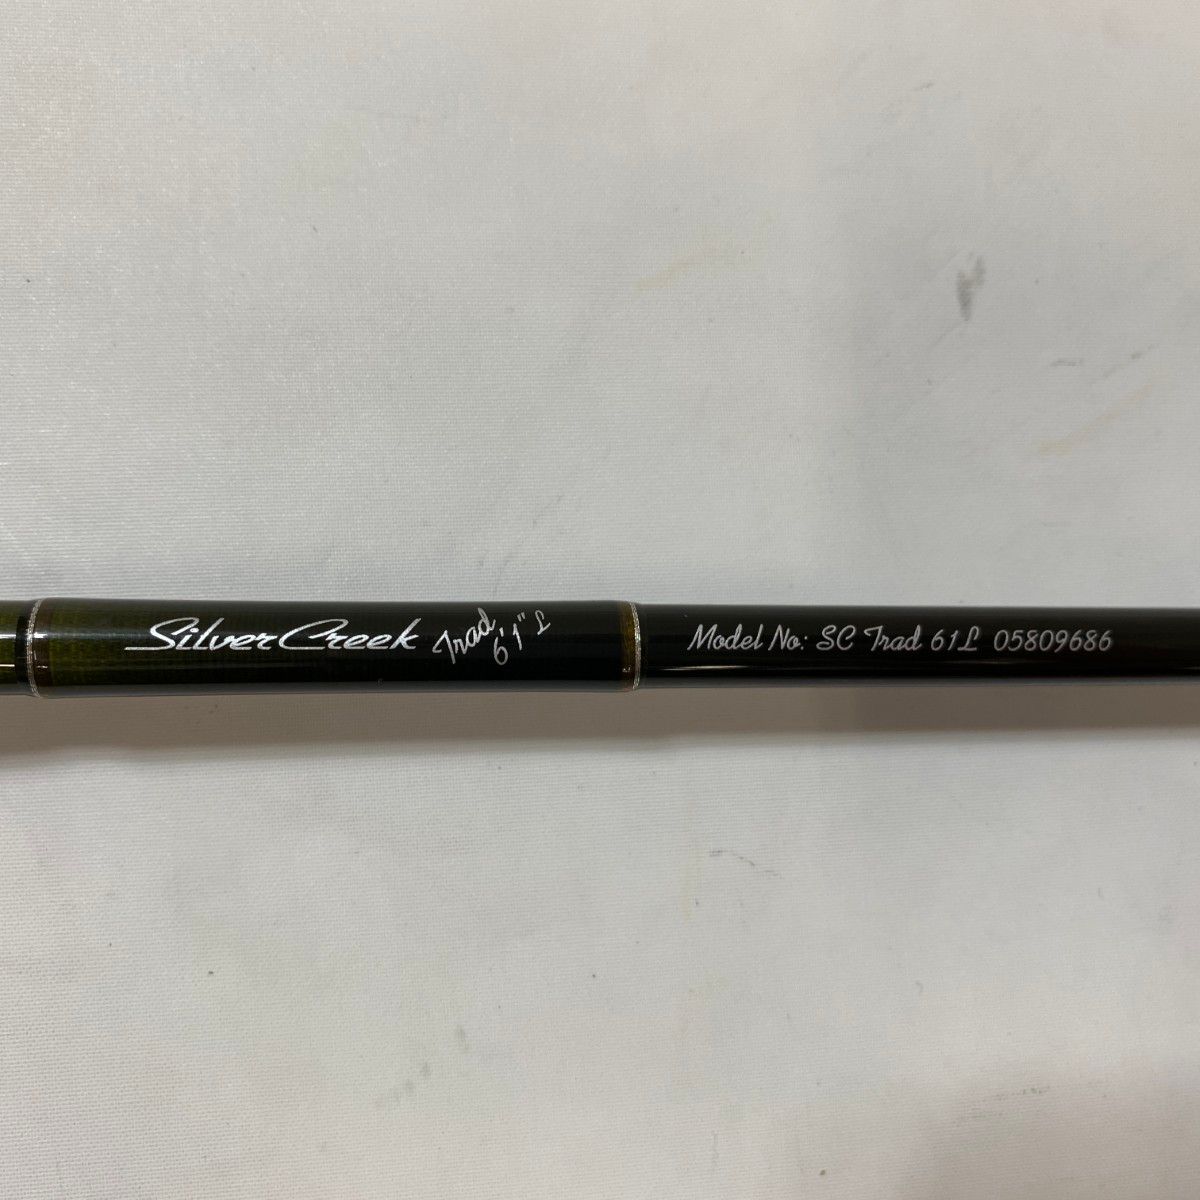 Silver Creek Trad 6'1" L
Model No: SC Trad 61L 05809686